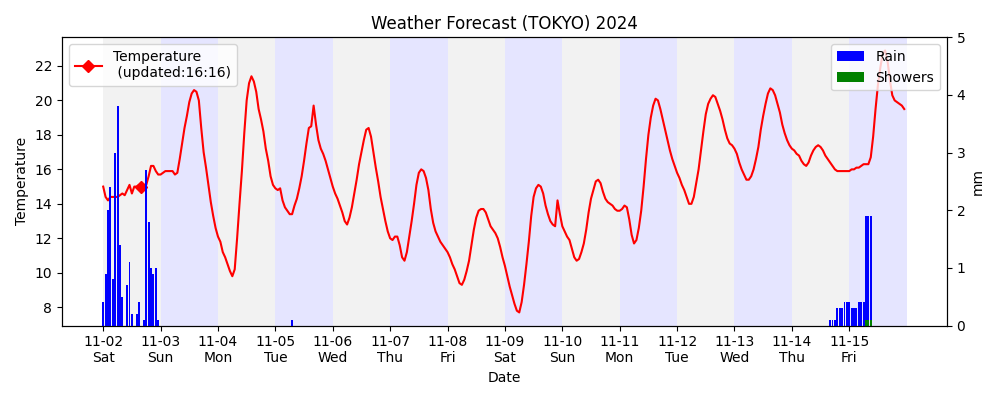 Weather Forecast (TOKYO) 2024
Temperature
(updated:16:16)
Rain
Showers
Temperature
22
20
18
16
14
12
10
8
mm
5
4
3
2
1
0
11-02 11-03 11-04 11-05 11-06 11-07 11-08 11-09 11-10 11-11 11-12 11-13 11-14 11-15
Sat Sun Mon Tue Wed Thu Fri Sat Sun Mon Tue Wed Thu Fri
Date